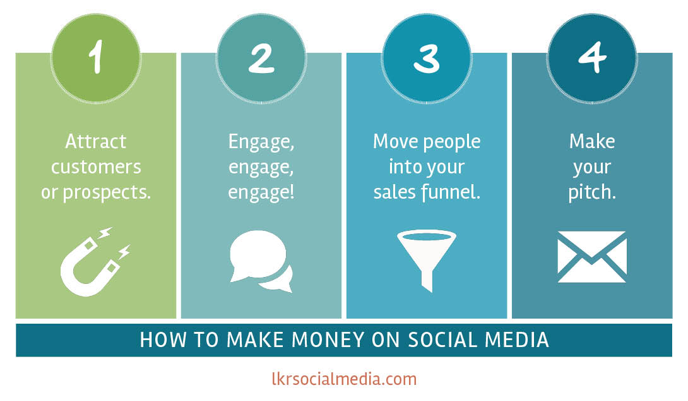 1
Attract
customers
or prospects.
2
Engage,
engage,
engage!
3
Move people
into your
sales funnel.
4
Make
your
pitch.
HOW TO MAKE MONEY ON SOCIAL MEDIA
lkrsocialmedia.com